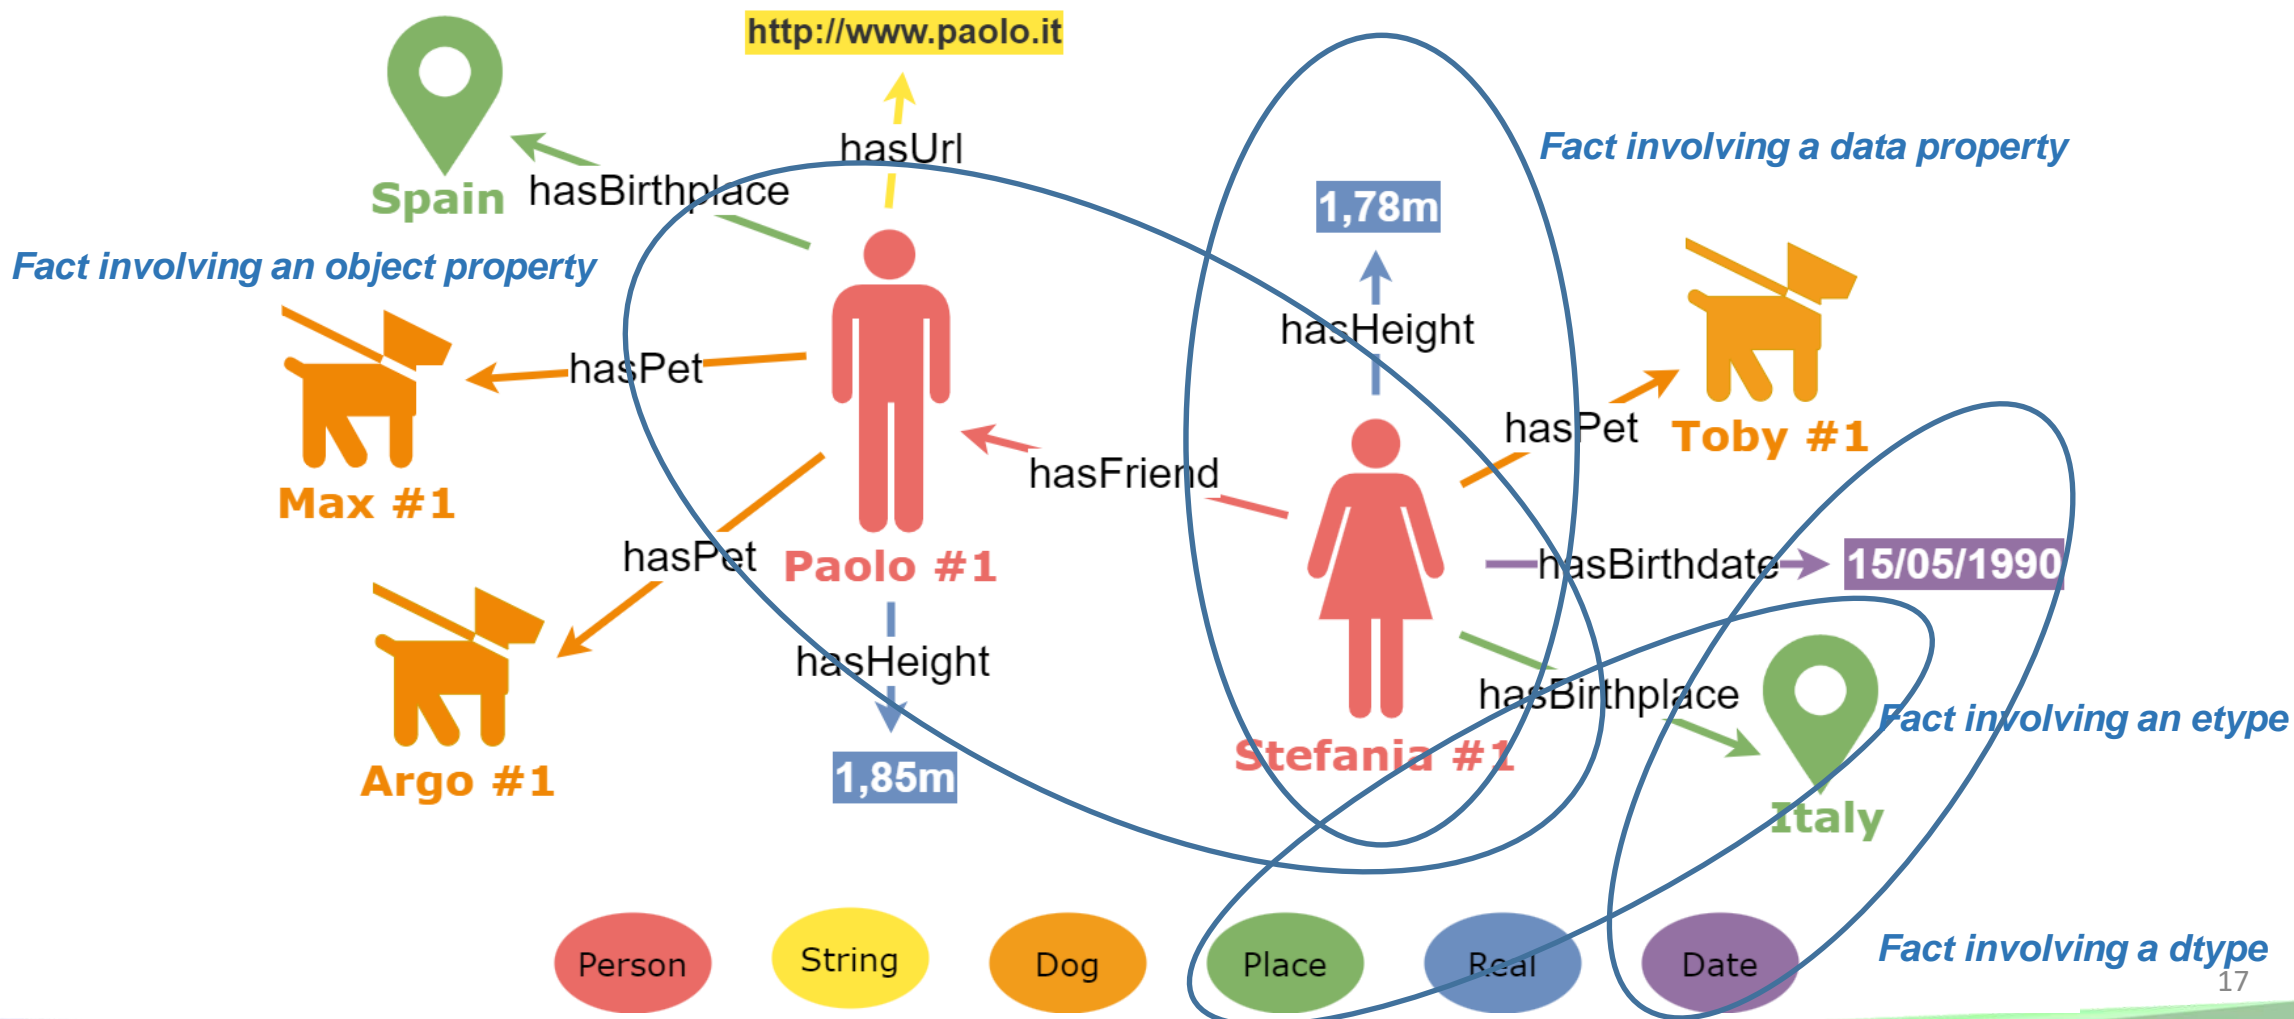 http://www.paolo.it
hasUrl
Fact involving a data property
Spain
hasBirthplace
1,78m
Fact involving an object property
hasHeight
hasPet
hasPet
Toby #1
hasFriend
Max #1
hasPet
Paolo #1
hasBirthdate
15/05/1990
hasHeight
hasBirthplace
Fact involving an etype
Stefania #1
Argo #1
1,85m
Italy
Person
String
Dog
Place
Real
Date
Fact involving a dtype
17